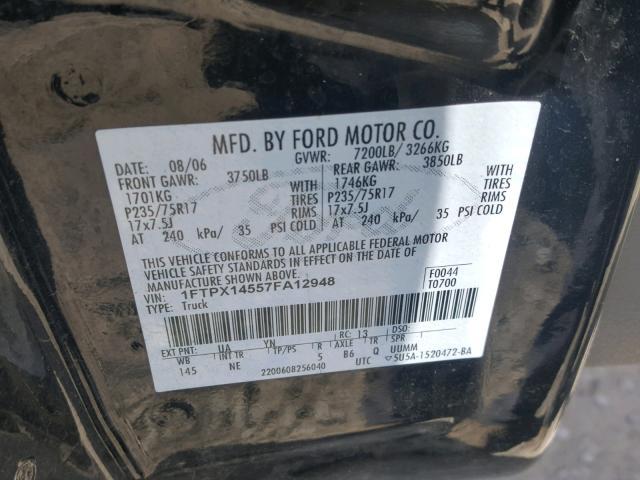 MFD. BY FORD MOTOR CO.
DATE: 08/06 GVWR: 7200LB/ 3266KG
FRONT GAWR: 3750LB REAR GAWR: 3850LB
1701KG WITH 1746KG WITH
P235/75R17 TIRES P235/75R17 TIRES
17x7.5J RIMS 17x7.5J RIMS
AT 240 kPa/ 35 PSI COLD AT 240 kPa/ 35 PSI COLD
THIS VEHICLE CONFORMS TO ALL APPLICABLE FEDERAL MOTOR
VEHICLE SAFETY STANDARDS IN EFFECT ON THE DATE OF
MANUFACTURE SHOWN ABOVE.
VIN: 1FTPX14557FA12948 F0044
TYPE: Truck T0700
EXT PNT: UA YN RC: 13 DSO:
WB INT TR TP/PS R AXLE TR SPR
145 NE 5 B6 Q UUMM
2200608256040 UTC 5U5A-1520472-BA